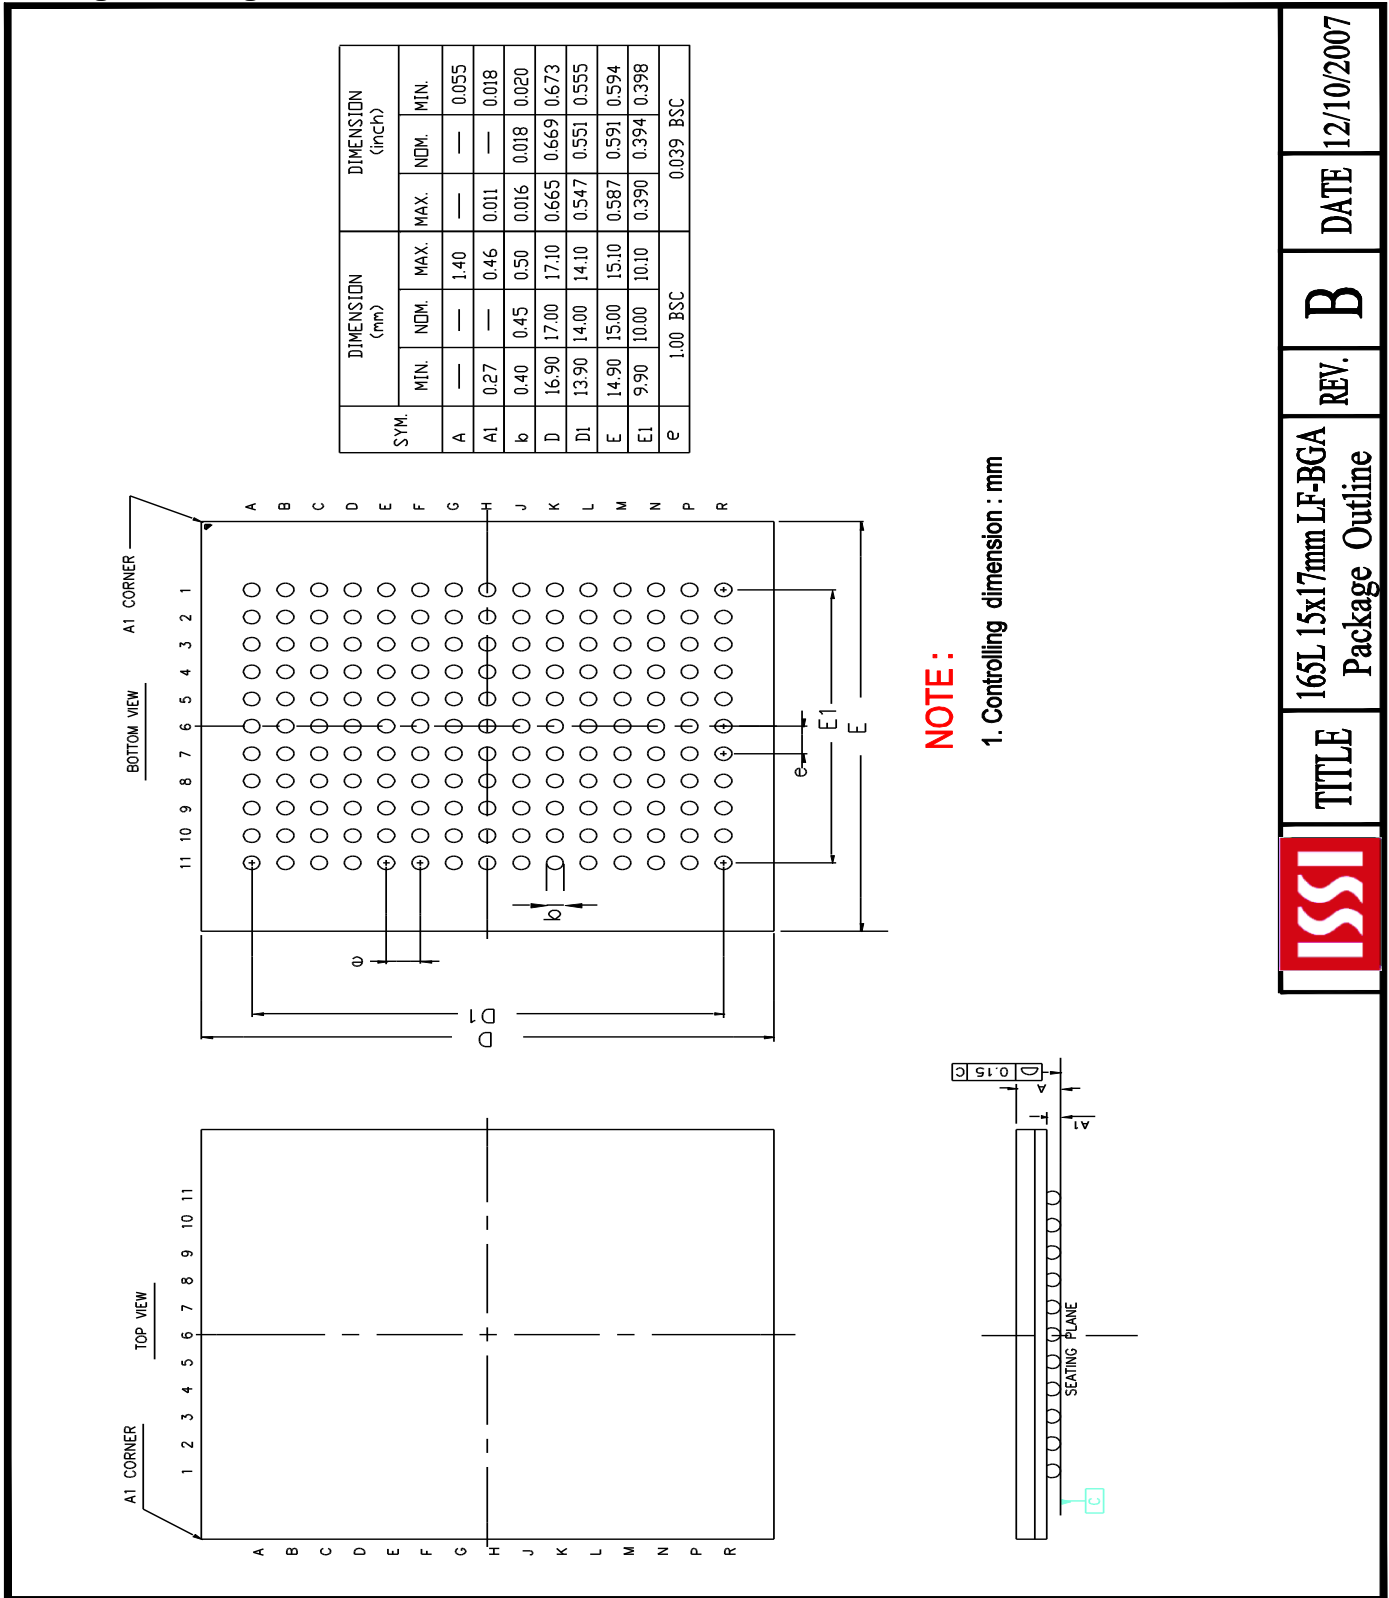 A1 CORNER
TOP VIEW
1 2 3 4 5 6 7 8 9 10 11
A
B
C
D
E
F
G
H
J
K
L
M
N
P
R
BOTTOM VIEW
A1 CORNER
11 10 9 8 7 6 5 4 3 2 1
A
B
C
D
E
F
G
H
J
K
L
M
N
P
R
e
D1
D
b
e
E1
E
SYM. DIMENSION (mm) DIMENSION (inch)
MIN. NOM. MAX. MAX. NOM. MIN.
A — — 1.40 — — 0.055
A1 0.27 — 0.46 0.011 — 0.018
b 0.40 0.45 0.50 0.016 0.018 0.020
D 16.90 17.00 17.10 0.665 0.669 0.673
D1 13.90 14.00 14.10 0.547 0.551 0.555
E 14.90 15.00 15.10 0.587 0.591 0.594
E1 9.90 10.00 10.10 0.390 0.394 0.398
e 1.00 BSC 0.039 BSC
D 0.15 C
A
A1
SEATING PLANE
C
NOTE :
1. Controlling dimension : mm
ISSI
TITLE
165L 15x17mm LF-BGA
Package Outline
REV.
B
DATE
12/10/2007